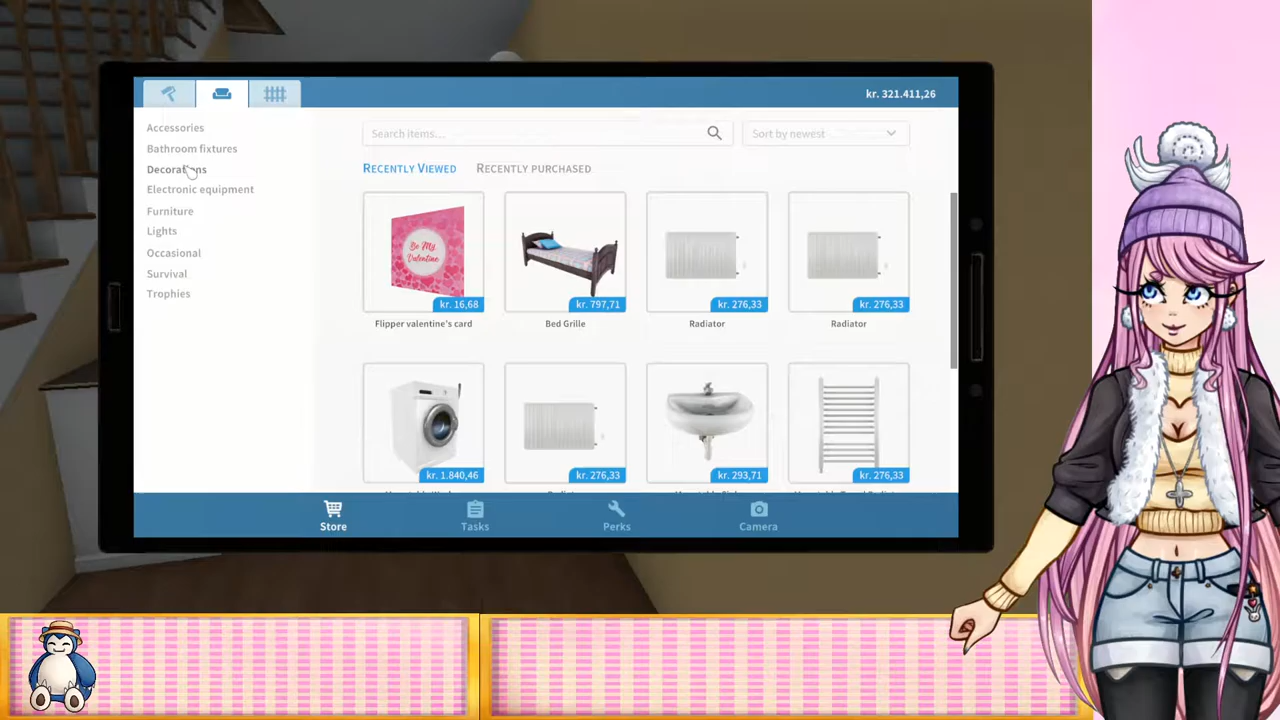 kr. 321.411,26
Search items...
Sort by newest
Accessories
Bathroom fixtures
Decorations
Electronic equipment
Furniture
Lights
Occasional
Survival
Trophies
RECENTLY VIEWED
RECENTLY PURCHASED
Be My
Valentine
kr. 16,68
kr. 797,71
kr. 276,33
kr. 276,33
Flipper valentine's card
Bed Grille
Radiator
Radiator
kr. 1.840,46
kr. 276,33
kr. 293,71
kr. 276,33
Store
Tasks
Perks
Camera